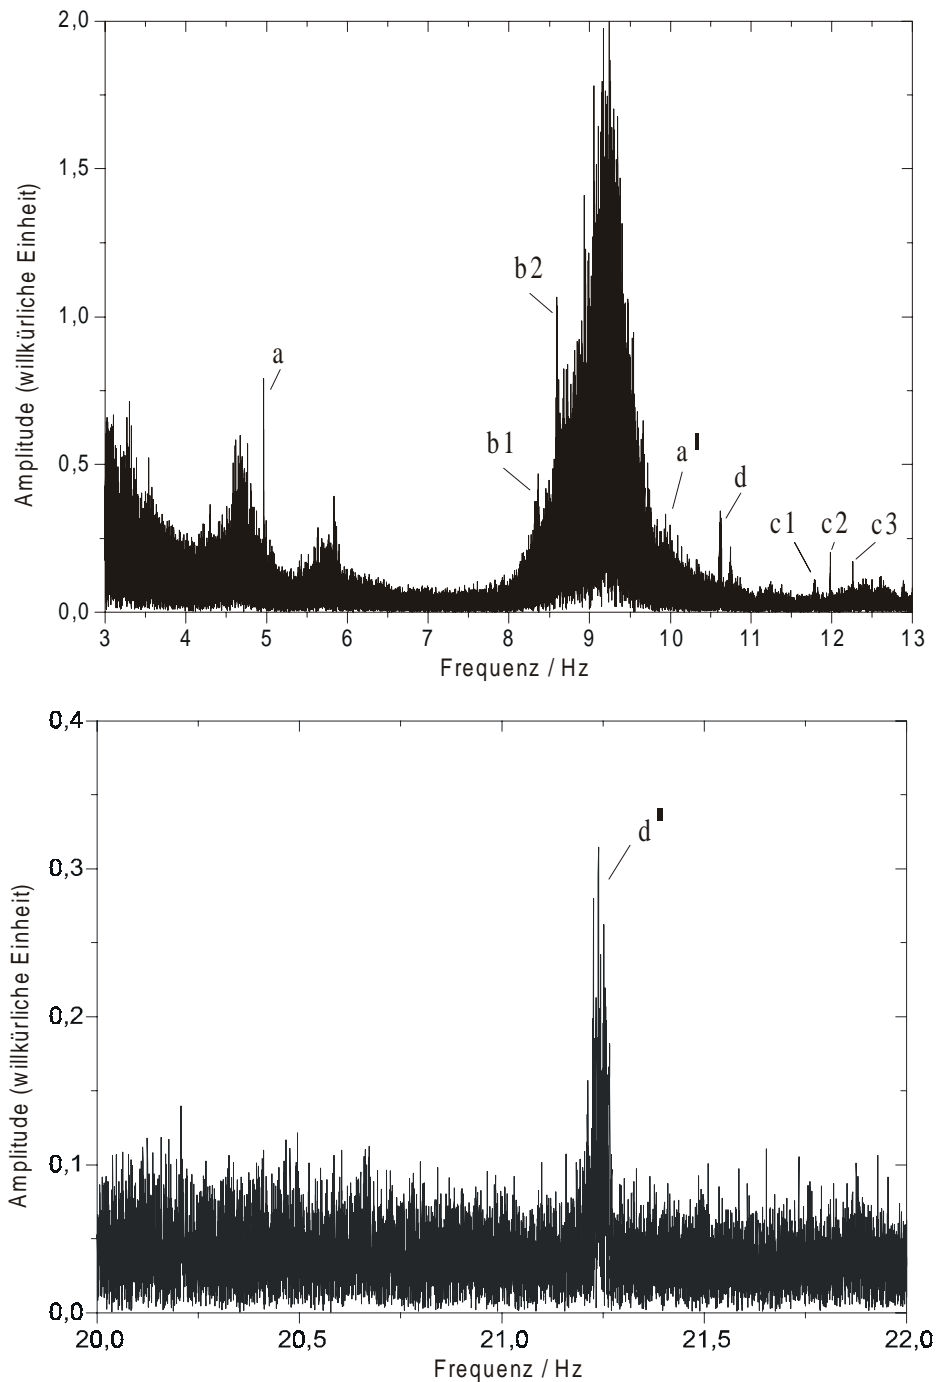 2,0
1,5
1,0
0,5
0,0
Amplitude (willkürliche Einheit)
b2
a
b1
a'
d
c1 c2 c3
3 4 5 6 7 8 9 10 11 12 13
Frequenz / Hz
0,4
0,3
0,2
0,1
0,0
Amplitude (willkürliche Einheit)
d'
20,0 20,5 21,0 21,5 22,0
Frequenz / Hz